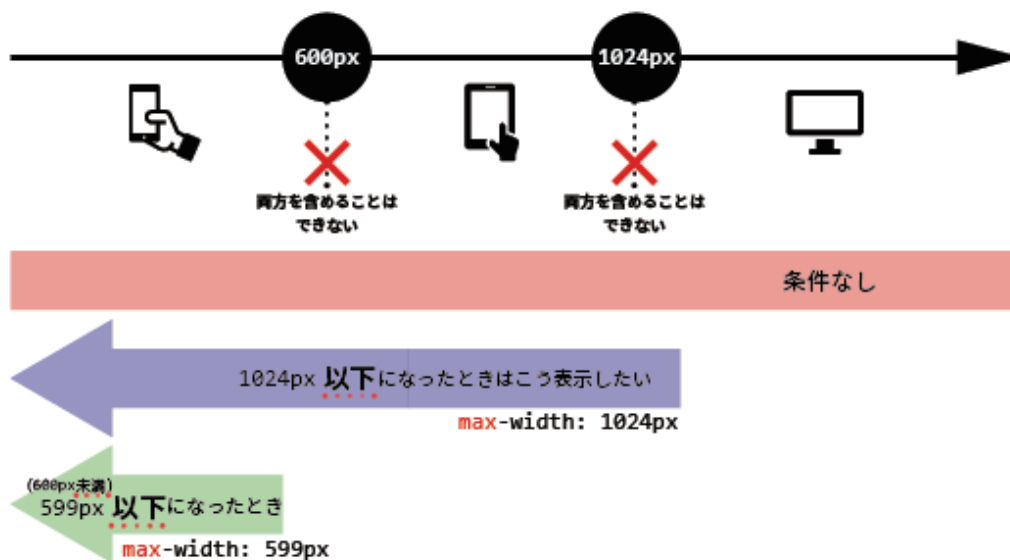 600px
1024px
両方を含めることは
できない
両方を含めることは
できない
条件なし
1024px 以下になったときはこう表示したい
max-width: 1024px
(600px未満)
599px 以下になったとき
max-width: 599px